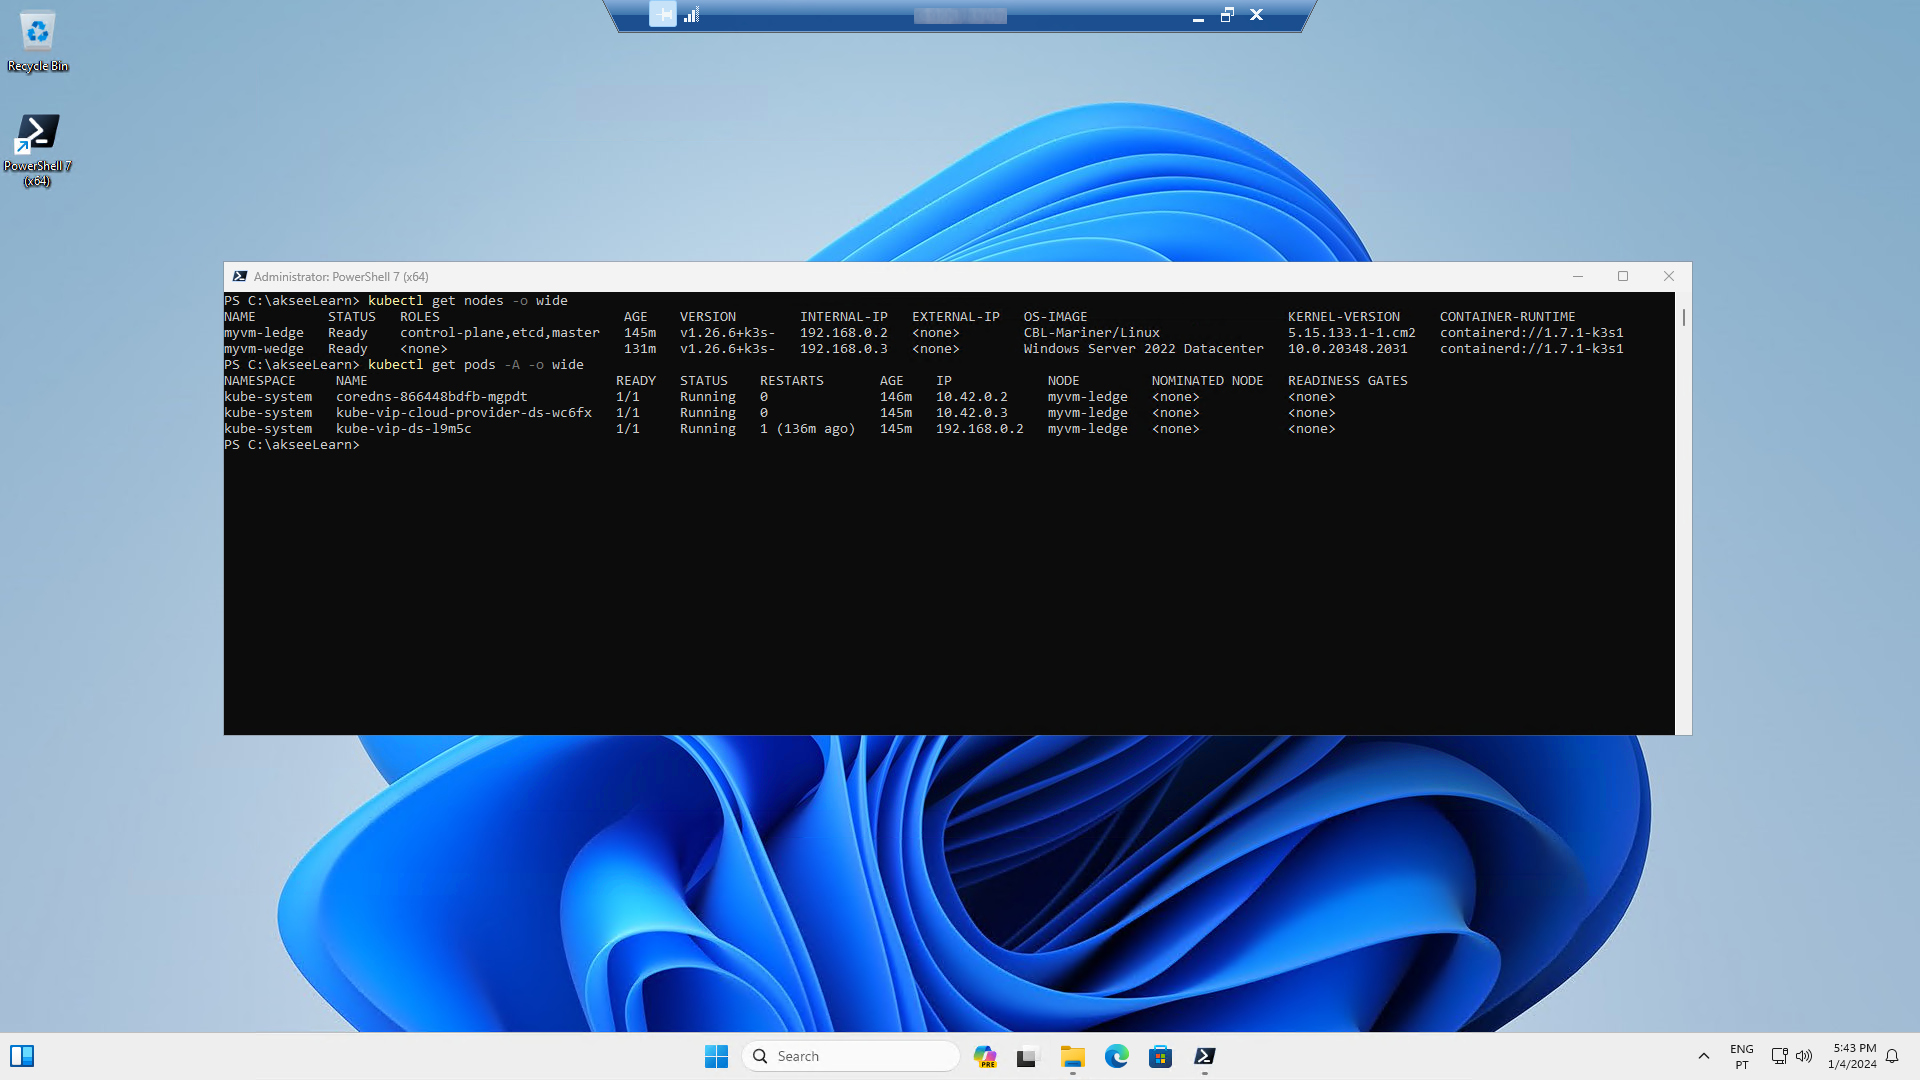 Recycle Bin
PowerShell 7
(x64)
Administrator: PowerShell 7 (x64)
PS C:\akseeLearn> kubectl get nodes -o wide
NAME STATUS ROLES AGE VERSION INTERNAL-IP EXTERNAL-IP OS-IMAGE KERNEL-VERSION CONTAINER-RUNTIME
myvm-ledge Ready control-plane,etcd,master 145m v1.26.6+k3s- 192.168.0.2 <none> CBL-Mariner/Linux 5.15.133.1-1.cm2 containerd://1.7.1-k3s1
myvm-wedge Ready <none> 131m v1.26.6+k3s- 192.168.0.3 <none> Windows Server 2022 Datacenter 10.0.20348.2031 containerd://1.7.1-k3s1
PS C:\akseeLearn> kubectl get pods -A -o wide
NAMESPACE NAME READY STATUS RESTARTS AGE IP NODE NOMINATED NODE READINESS GATES
kube-system coredns-866448bdfb-mgpdt 1/1 Running 0 146m 10.42.0.2 myvm-ledge <none> <none>
kube-system kube-vip-cloud-provider-ds-wc6fx 1/1 Running 0 145m 10.42.0.3 myvm-ledge <none> <none>
kube-system kube-vip-ds-l9m5c 1/1 Running 1 (136m ago) 145m 192.168.0.2 myvm-ledge <none> <none>
PS C:\akseeLearn>
Search
PRE
ENG
PT
5:43 PM
1/4/2024